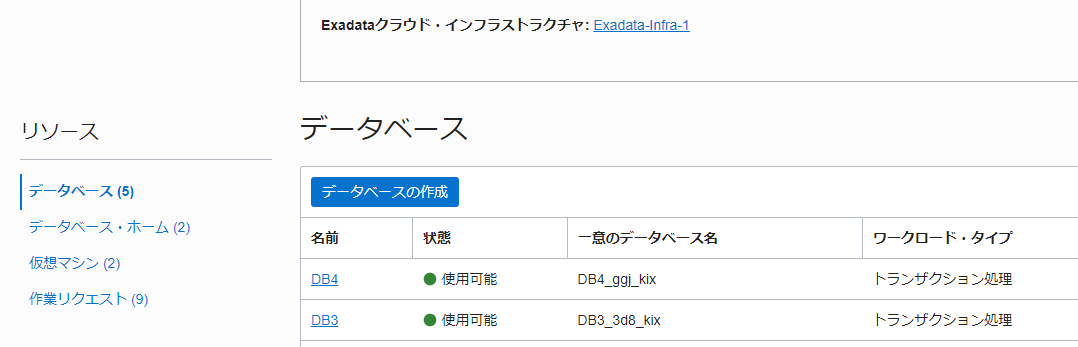 Exadataクラウド・インフラストラクチャ: Exadata-Infra-1
リソース
データベース (5)
データベース・ホーム (2)
仮想マシン (2)
作業リクエスト (9)
データベース
データベースの作成
名前 状態 一意のデータベース名 ワークロード・タイプ
DB4 使用可能 DB4_ggj_kix トランザクション処理
DB3 使用可能 DB3_3d8_kix トランザクション処理